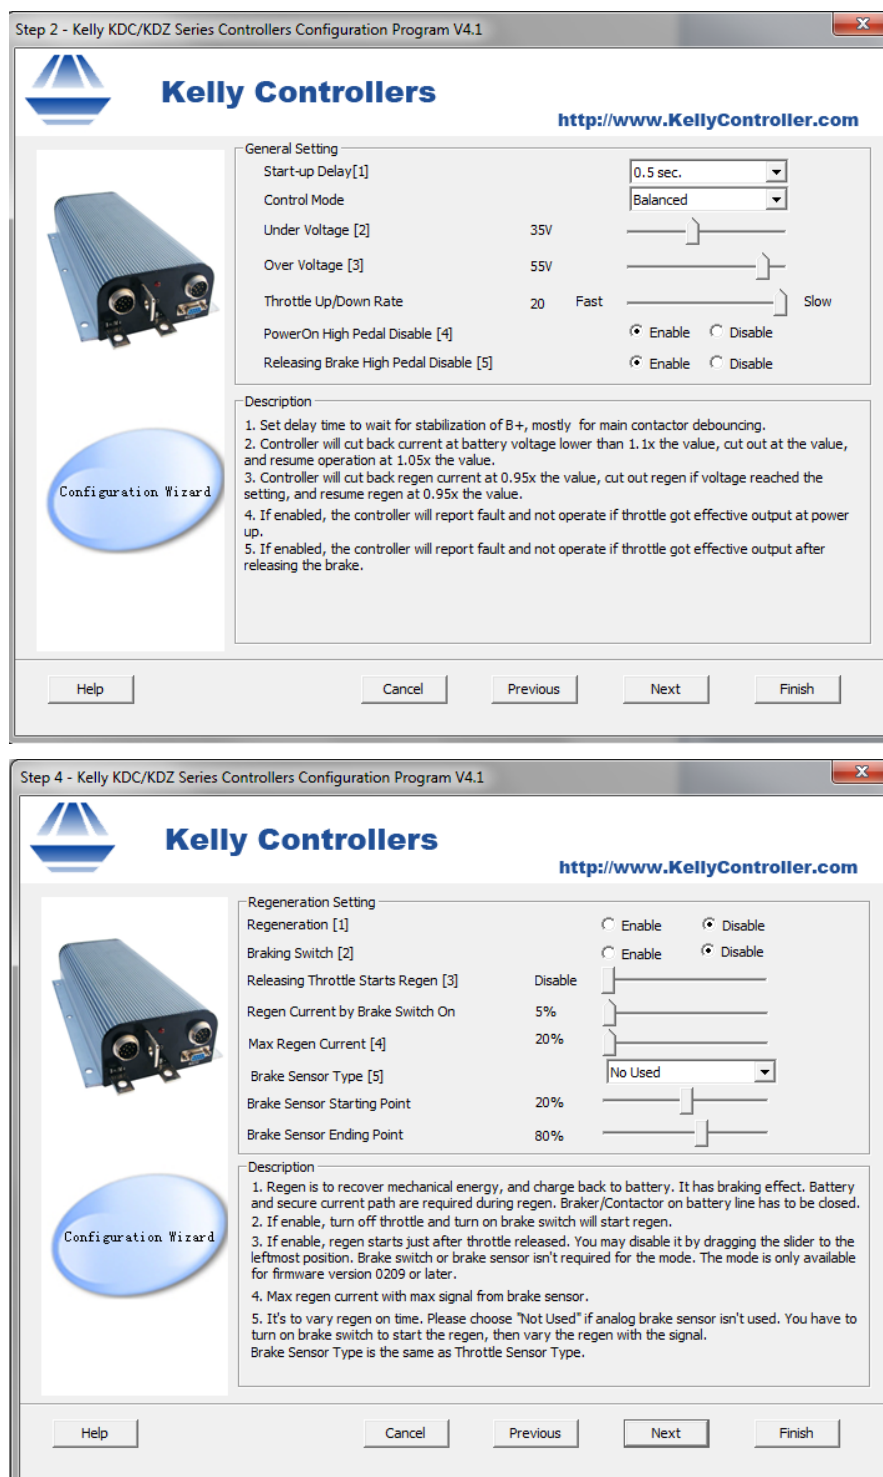 Step 2 - Kelly KDC/KDZ Series Controllers Configuration Program V4.1
Kelly Controllers
http://www.KellyController.com
General Setting
Start-up Delay[1] 0.5 sec.
Control Mode Balanced
Under Voltage [2] 35V
Over Voltage [3] 55V
Throttle Up/Down Rate 20 Fast Slow
PowerOn High Pedal Disable [4] Enable Disable
Releasing Brake High Pedal Disable [5] Enable Disable
Configuration Wizard
Description
1. Set delay time to wait for stabilization of B+, mostly for main contactor debouncing.
2. Controller will cut back current at battery voltage lower than 1.1x the value, cut out at the value,
and resume operation at 1.05x the value.
3. Controller will cut back regen current at 0.95x the value, cut out regen if voltage reached the
setting, and resume regen at 0.95x the value.
4. If enabled, the controller will report fault and not operate if throttle got effective output at power
up.
5. If enabled, the controller will report fault and not operate if throttle got effective output after
releasing the brake.
Help Cancel Previous Next Finish
Step 4 - Kelly KDC/KDZ Series Controllers Configuration Program V4.1
Kelly Controllers
http://www.KellyController.com
Regeneration Setting
Regeneration [1] Enable Disable
Braking Switch [2] Enable Disable
Releasing Throttle Starts Regen [3] Disable
Regen Current by Brake Switch On 5%
Max Regen Current [4] 20%
Brake Sensor Type [5] No Used
Brake Sensor Starting Point 20%
Brake Sensor Ending Point 80%
Configuration Wizard
Description
1. Regen is to recover mechanical energy, and charge back to battery. It has braking effect. Battery
and secure current path are required during regen. Braker/Contactor on battery line has to be closed.
2. If enable, turn off throttle and turn on brake switch will start regen.
3. If enable, regen starts just after throttle released. You may disable it by dragging the slider to the
leftmost position. Brake switch or brake sensor isn't required for the mode. The mode is only available
for firmware version 0209 or later.
4. Max regen current with max signal from brake sensor.
5. It's to vary regen on time. Please choose "Not Used" if analog brake sensor isn't used. You have to
turn on brake switch to start the regen, then vary the regen with the signal.
Brake Sensor Type is the same as Throttle Sensor Type.
Help Cancel Previous Next Finish